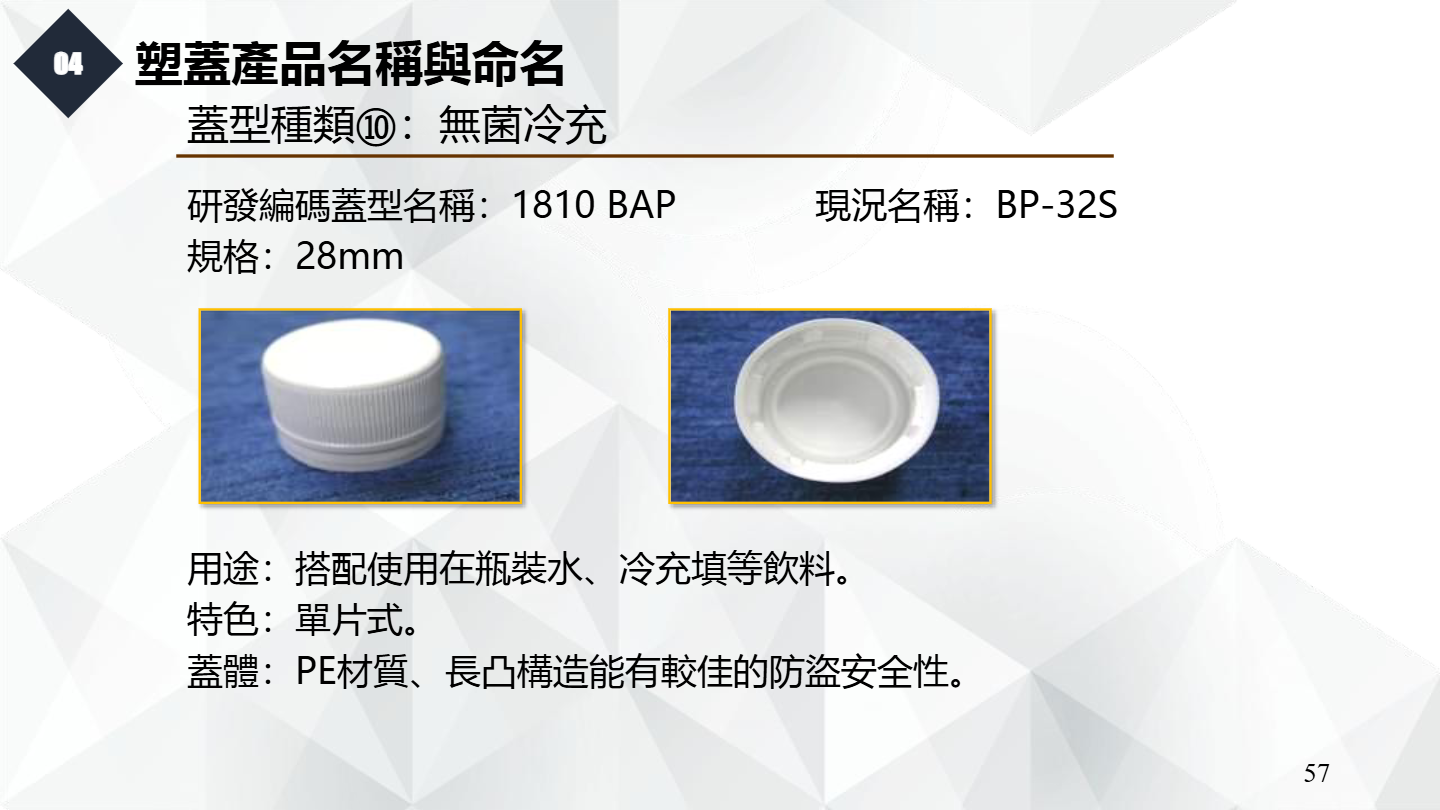 04
塑蓋產品名稱與命名
蓋型種類⑩：無菌冷充
研發編碼蓋型名稱：1810 BAP 現況名稱：BP-32S
規格：28mm
用途：搭配使用在瓶裝水、冷充填等飲料。
特色：單片式。
蓋體：PE材質、長凸構造能有較佳的防盜安全性。
57